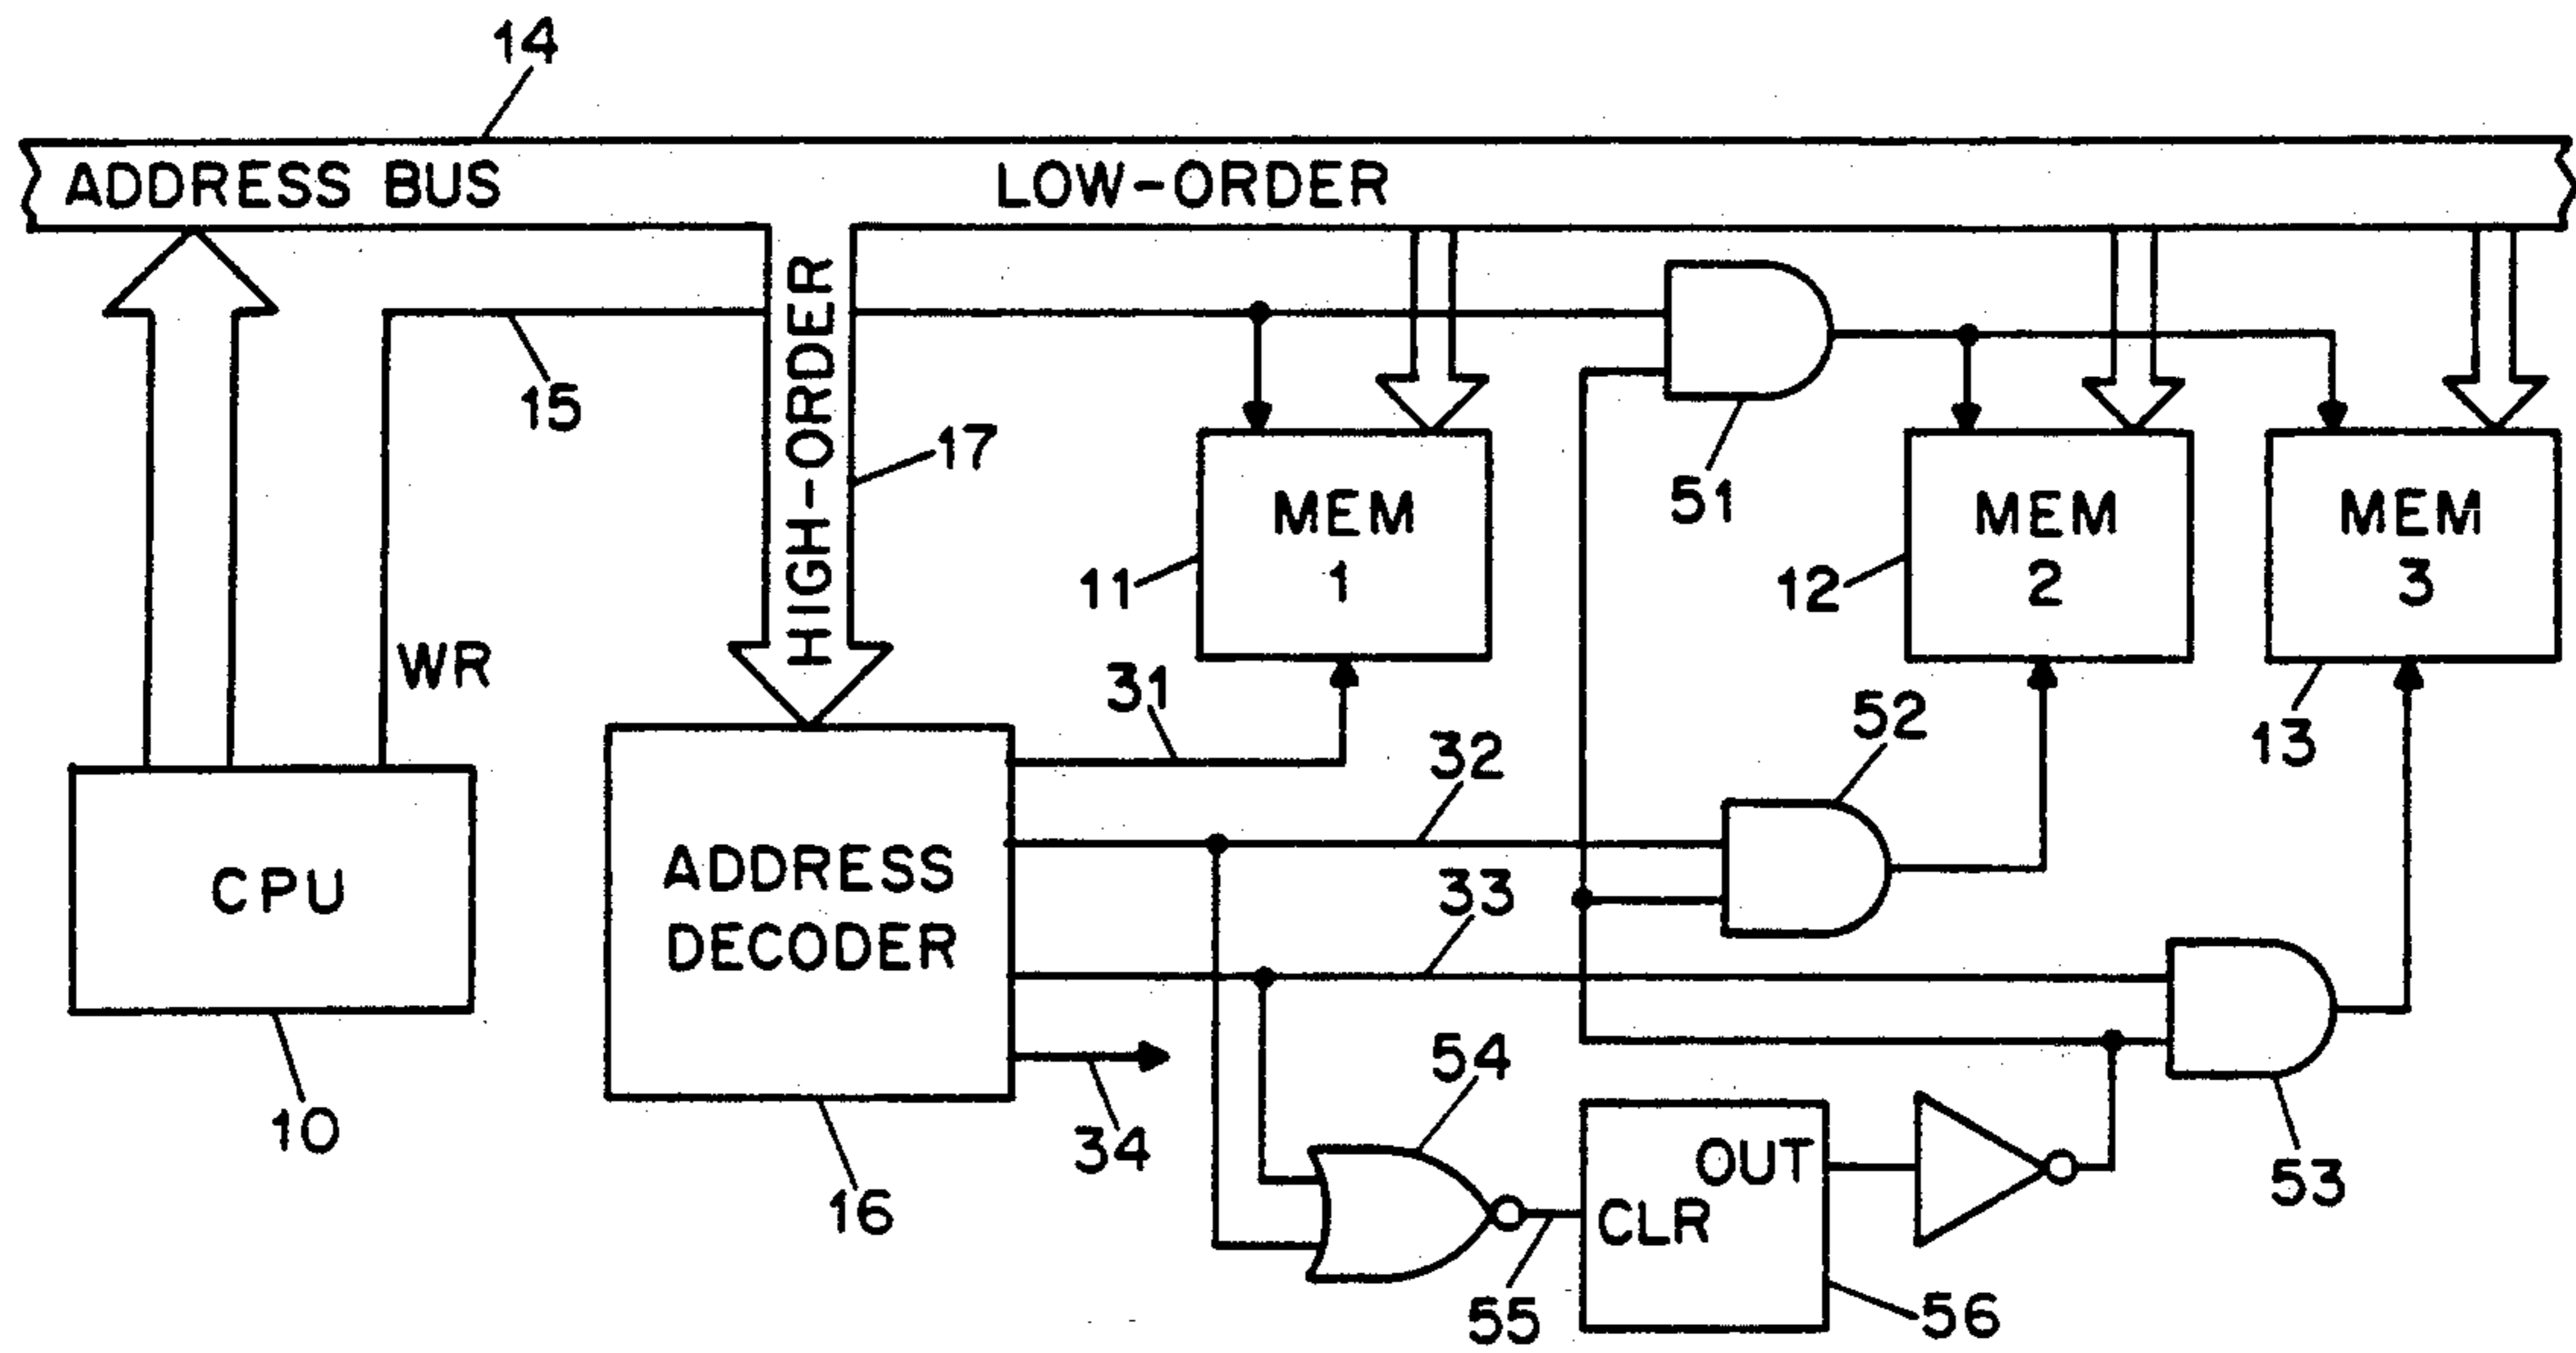 14
ADDRESS BUS
LOW-ORDER
HIGH-ORDER
15
17
51
MEM
1
11
MEM
2
12
MEM
3
13
WR
31
32
52
CPU
ADDRESS
DECODER
33
10
16
34
54
53
OUT
CLR
55
56